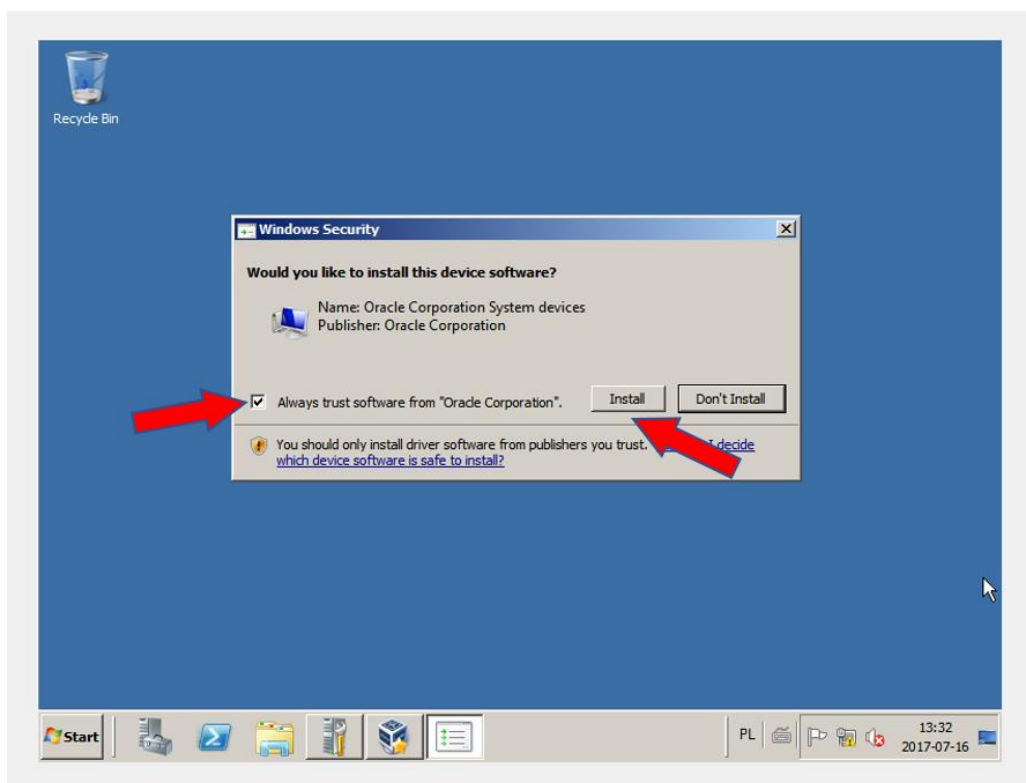 Recycle Bin
Windows Security
Would you like to install this device software?
Name: Oracle Corporation System devices
Publisher: Oracle Corporation
Always trust software from "Oracle Corporation".
Install
Don't Install
You should only install driver software from publishers you trust. I decide
which device software is safe to install?
Start
PL
13:32
2017-07-16